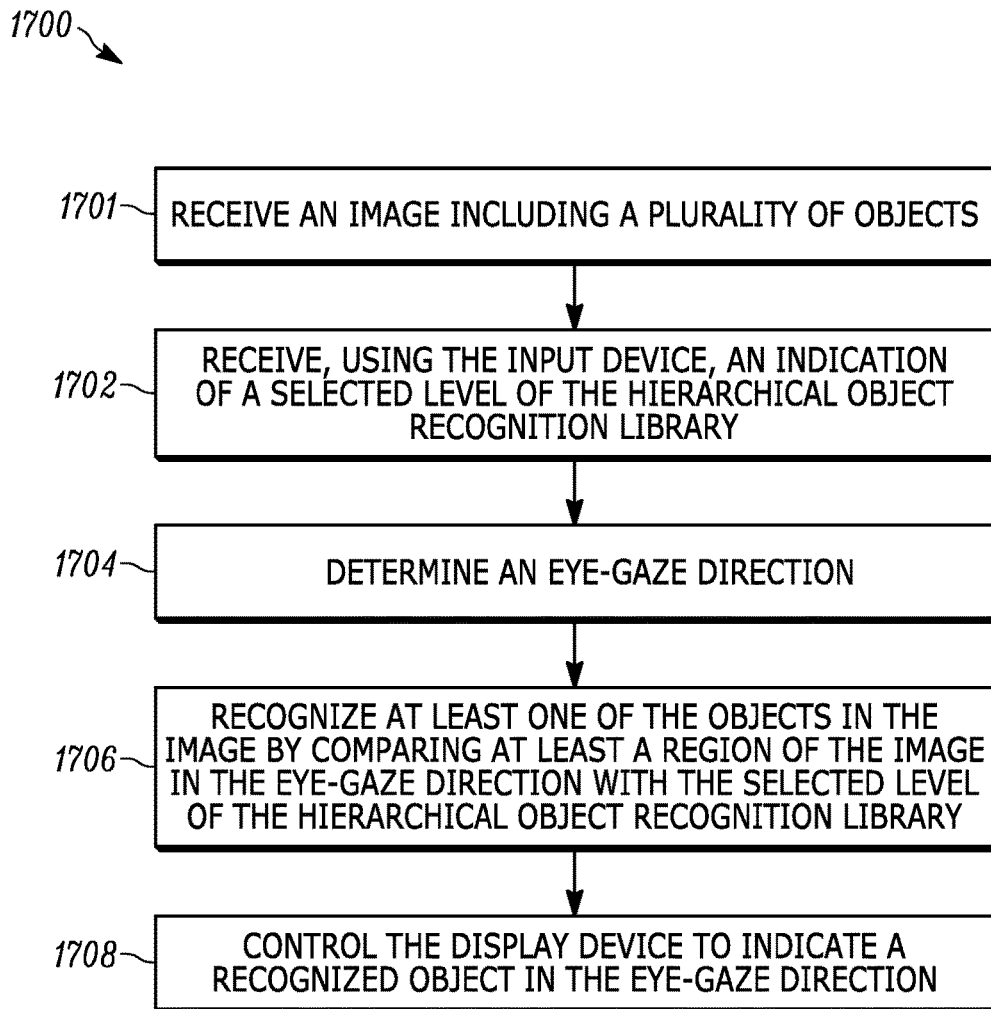 1700
1701
RECEIVE AN IMAGE INCLUDING A PLURALITY OF OBJECTS
1702
RECEIVE, USING THE INPUT DEVICE, AN INDICATION
OF A SELECTED LEVEL OF THE HIERARCHICAL OBJECT
RECOGNITION LIBRARY
1704
DETERMINE AN EYE-GAZE DIRECTION
1706
RECOGNIZE AT LEAST ONE OF THE OBJECTS IN THE
IMAGE BY COMPARING AT LEAST A REGION OF THE IMAGE
IN THE EYE-GAZE DIRECTION WITH THE SELECTED LEVEL
OF THE HIERARCHICAL OBJECT RECOGNITION LIBRARY
1708
CONTROL THE DISPLAY DEVICE TO INDICATE A
RECOGNIZED OBJECT IN THE EYE-GAZE DIRECTION